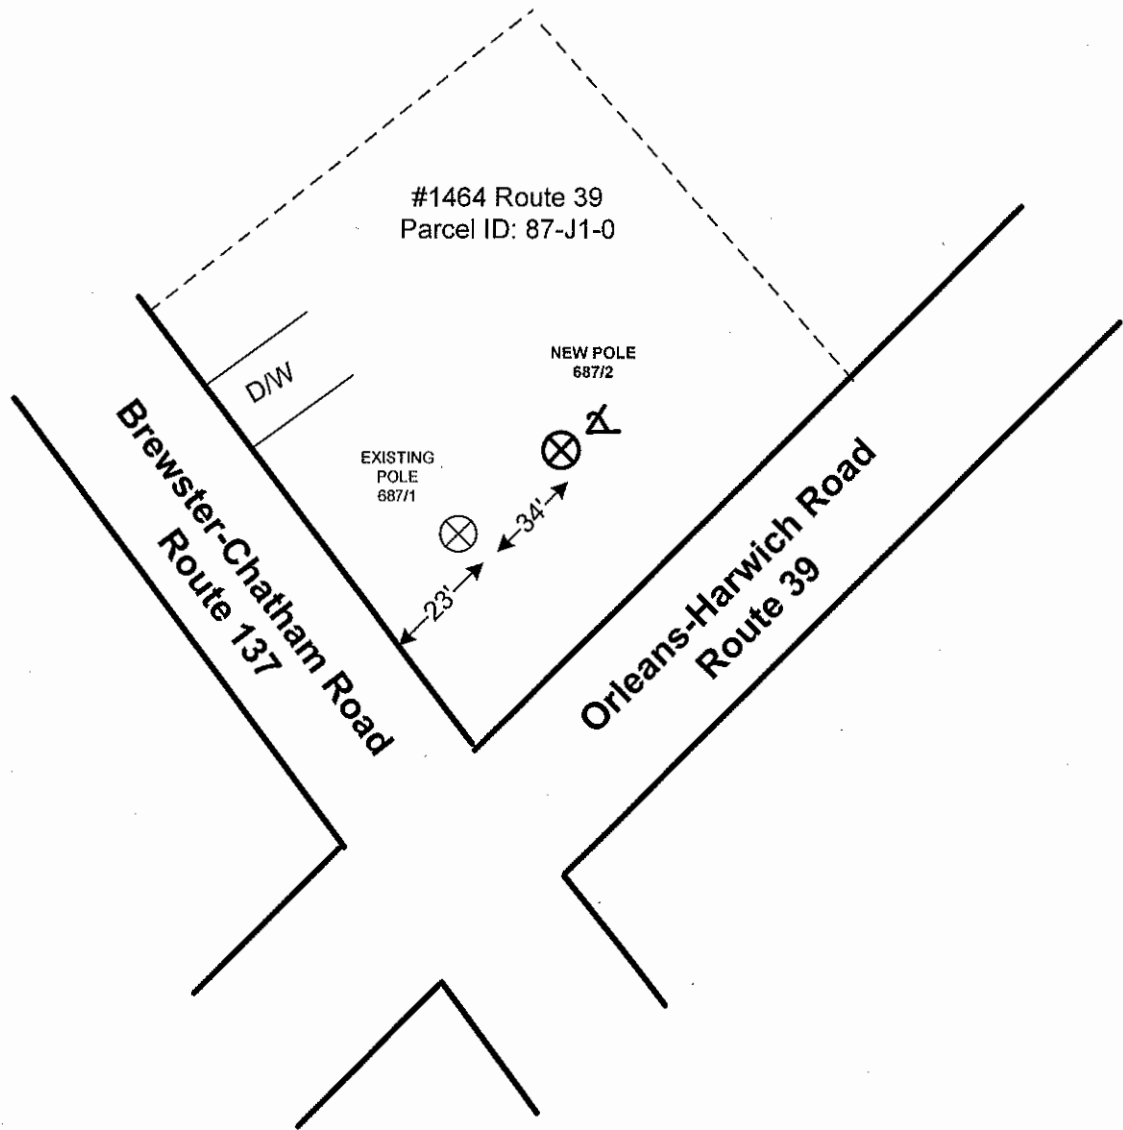 #1464 Route 39
Parcel ID: 87-J1-0
D/W
NEW POLE
687/2
EXISTING
POLE
687/1
34'
23'
Brewster-Chatham Road
Route 137
Orleans-Harwich Road
Route 39